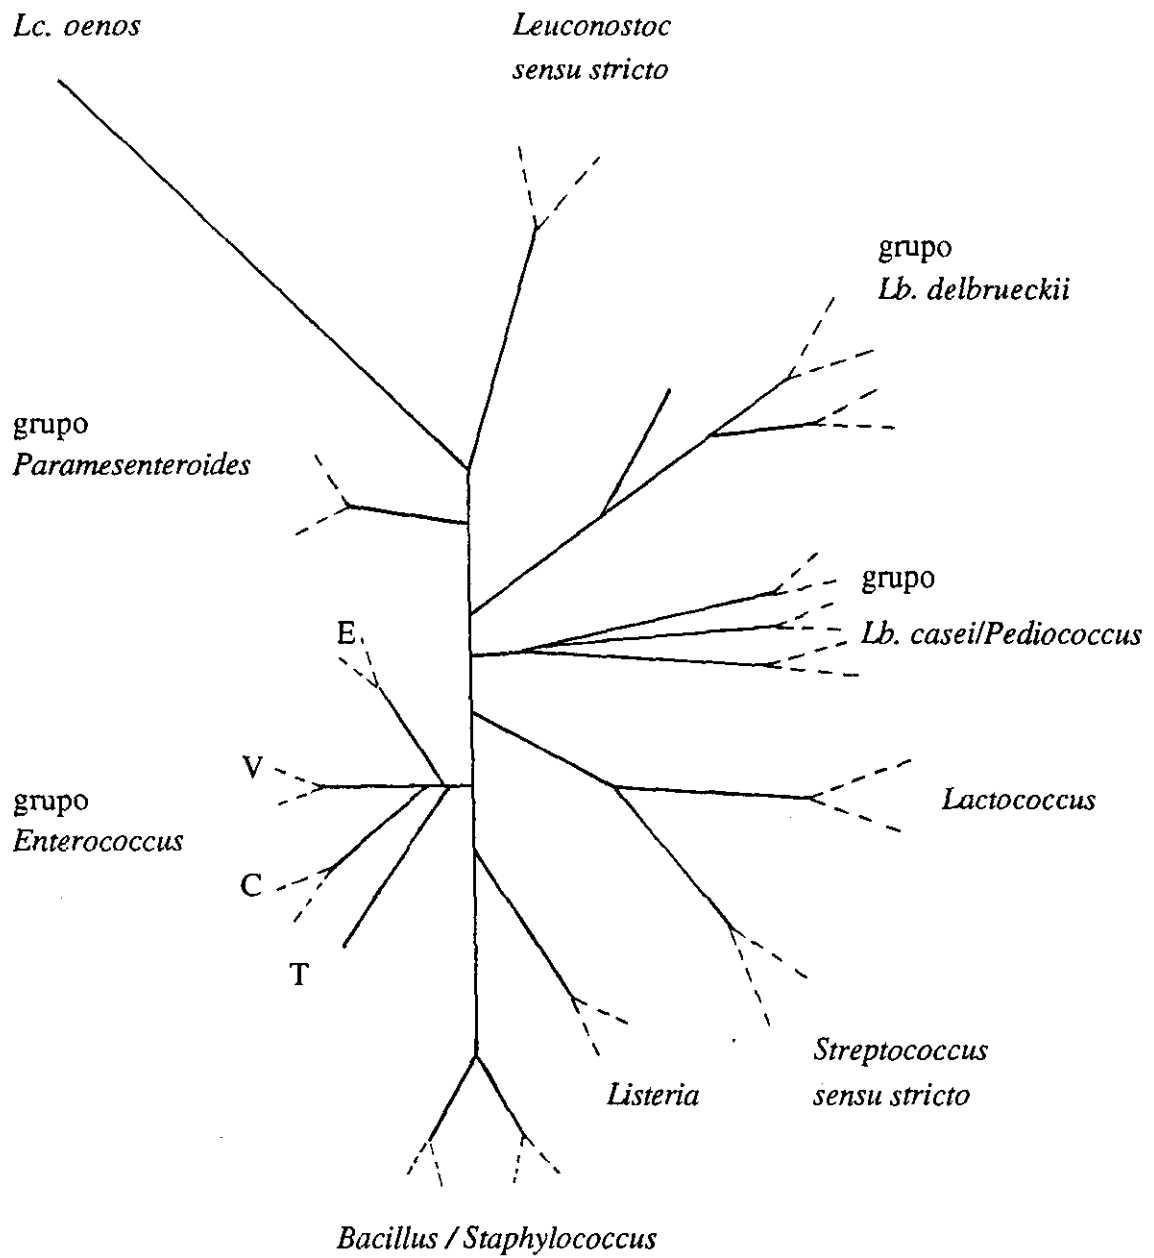 Lc. oenos
Leuconostoc
sensu stricto
grupo
Lb. delbrueckii
grupo
Paramesenteroides
grupo
Lb. casei/Pediococcus
E
V
grupo
Enterococcus
C
T
Lactococcus
Streptococcus
sensu stricto
Listeria
Bacillus / Staphylococcus